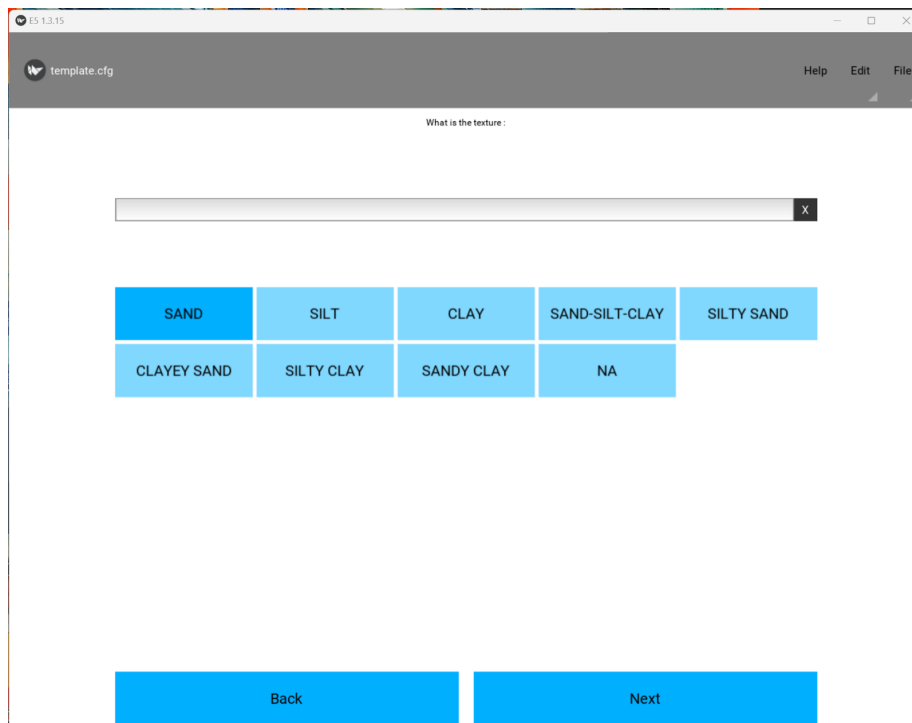 E5 1.3.15
template.cfg Help Edit File
What is the texture :
X
SAND SILT CLAY SAND-SILT-CLAY SILTY SAND
CLAYEY SAND SILTY CLAY SANDY CLAY NA
Back Next